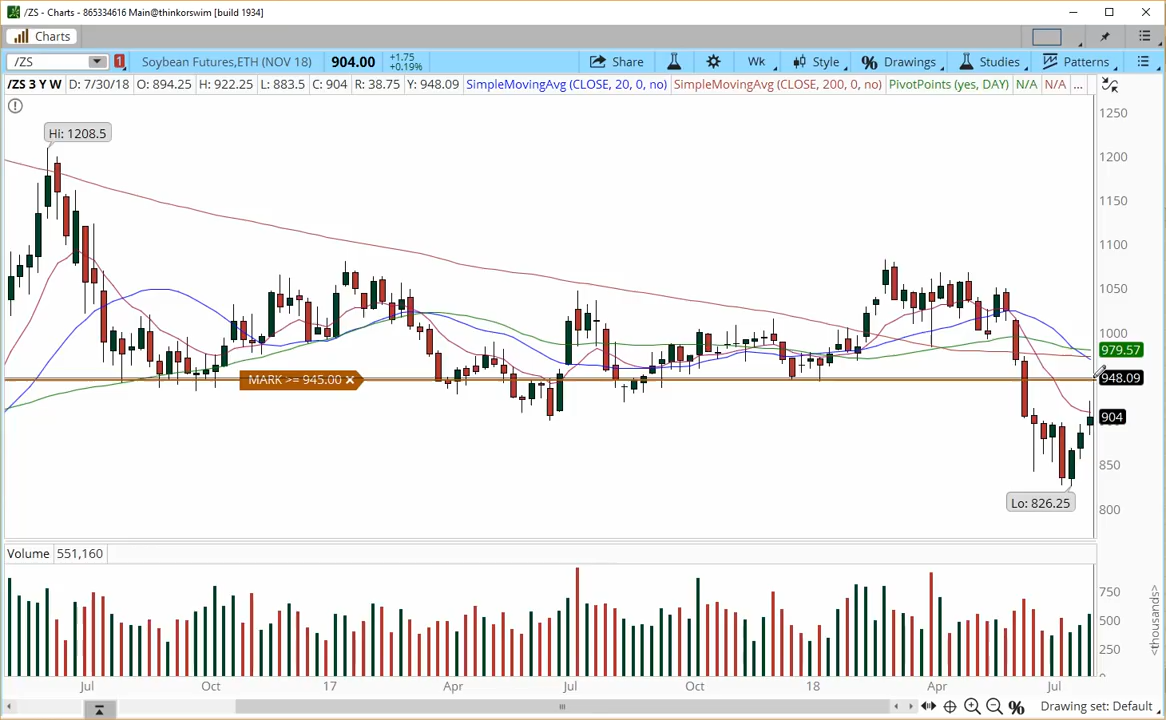 /ZS - Charts - 865334616 Main@thinkorswim [build 1934]
Charts
/ZS 1 Soybean Futures,ETH (NOV 18) 904.00 +1.75 +0.19% Share Wk Style Drawings Studies Patterns
/ZS 3 Y W D: 7/30/18 O: 894.25 H: 922.25 L: 883.5 C: 904 R: 38.75 Y: 948.09 SimpleMovingAvg (CLOSE, 20, 0, no) SimpleMovingAvg (CLOSE, 200, 0, no) PivotPoints (yes, DAY) N/A N/A ...
1250
Hi: 1208.5
1200
1150
1100
1050
1000
979.57
MARK >= 945.00 X
948.09
904
850
Lo: 826.25
800
Volume 551,160
750
500
250
<thousands>
Jul Oct 17 Apr Jul Oct 18 Apr Jul
Drawing set: Default